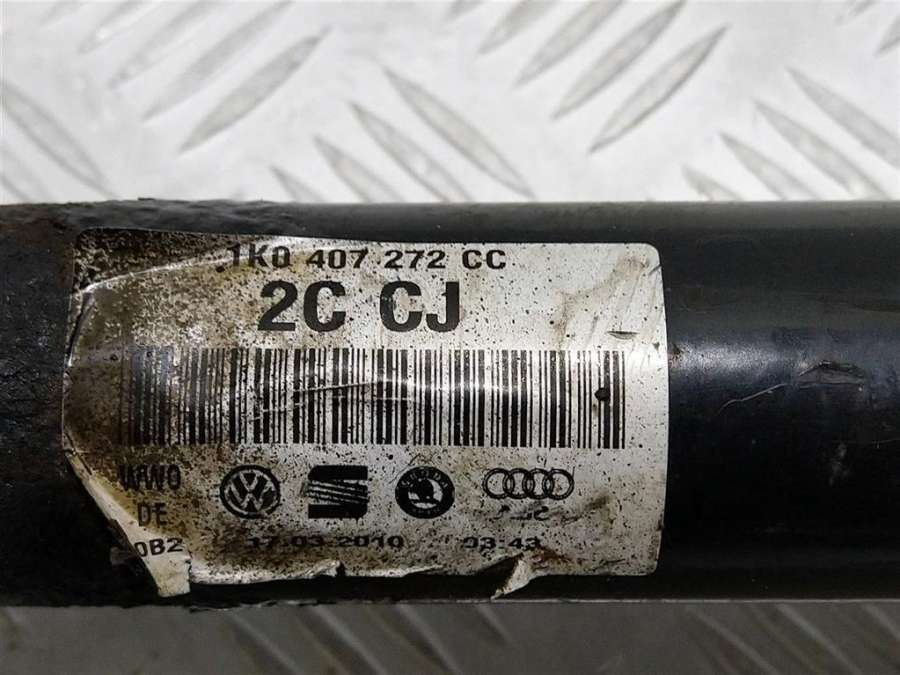 1K0 407 272 CC
2C CJ
WWO
DE
0B2
17.03.2010 03:43